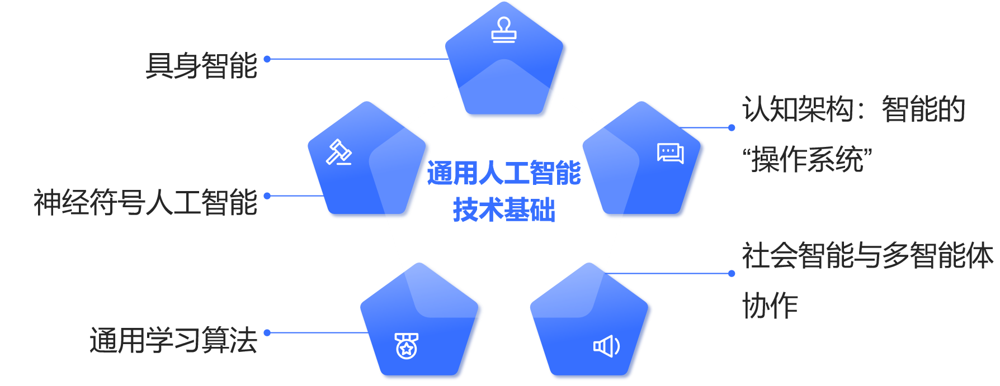 具身智能
认知架构：智能的
“操作系统”
通用人工智能
技术基础
神经符号人工智能
社会智能与多智能体
协作
通用学习算法